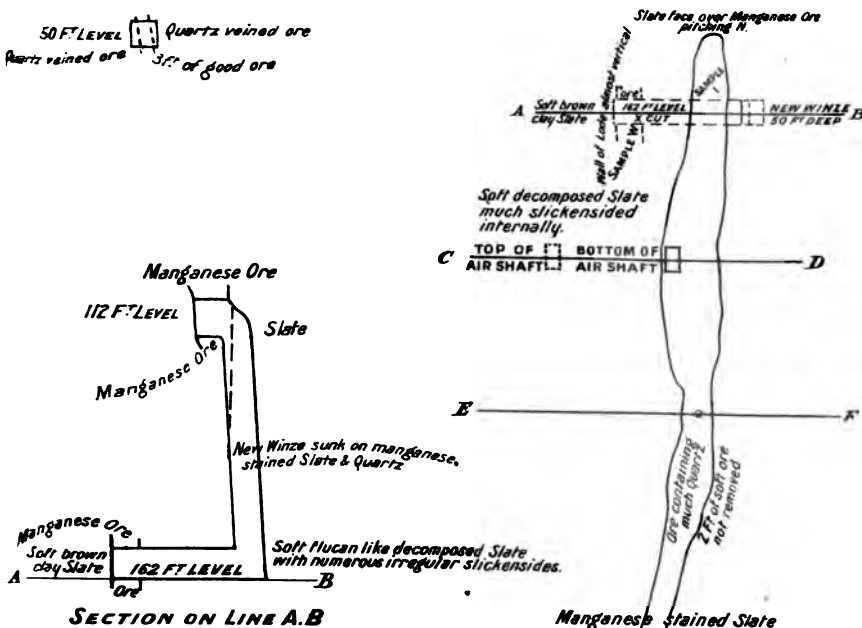 50 FT LEVEL
Quartz veined ore
Quartz veined ore
3 ft of good ore
Manganese Ore
112 FT LEVEL
Slate
Manganese Ore
New Winze sunk on manganese.
stained Slate & Quartz
Manganese Ore
Soft brown
clay Slate
162 FT LEVEL
Soft flucan like decomposed Slate
with numerous irregular slickensides.
A
B
Ore
SECTION ON LINE A.B
Slate face over Manganese Ore
pitching N.
Wall of Lode almost vertical
SAMPLE I
A
Soft brown
clay Slate
Ore
162 FT LEVEL
X CUT
SAMPLE W
NEW WINZE
50 FT DEEP
B
Soft decomposed Slate
much slickensided
internally.
C
TOP OF
AIR SHAFT
BOTTOM OF
AIR SHAFT
D
E
F
Ore containing
much Quartz
2 Ft of soft ore
not removed
Manganese stained Slate